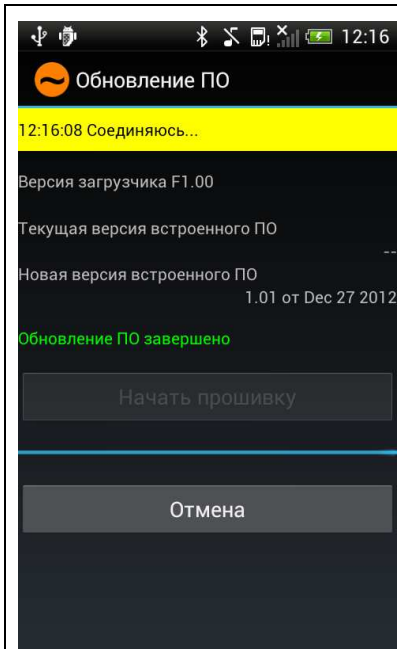 12:16
Обновление ПО
12:16:08 Соединяюсь...
Версия загрузчика F1.00
Текущая версия встроенного ПО
--
Новая версия встроенного ПО
1.01 от Dec 27 2012
Обновление ПО завершено
Начать прошивку
Отмена